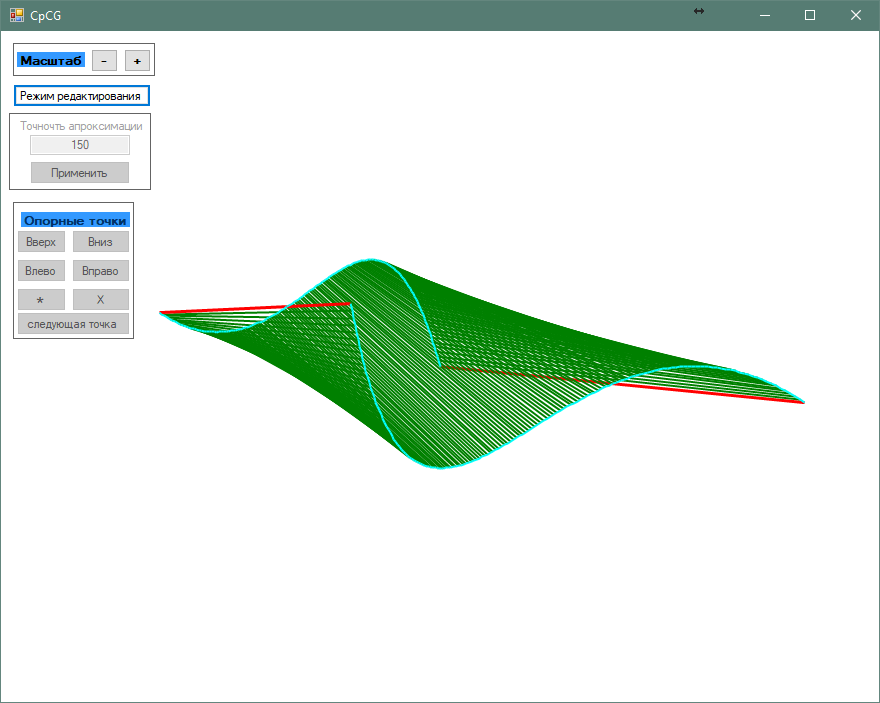 CpCG
Масштаб - +
Режим редактирования
Точночть апроксимации
150
Применить
Опорные точки
Вверх Вниз
Влево Вправо
* X
следующая точка